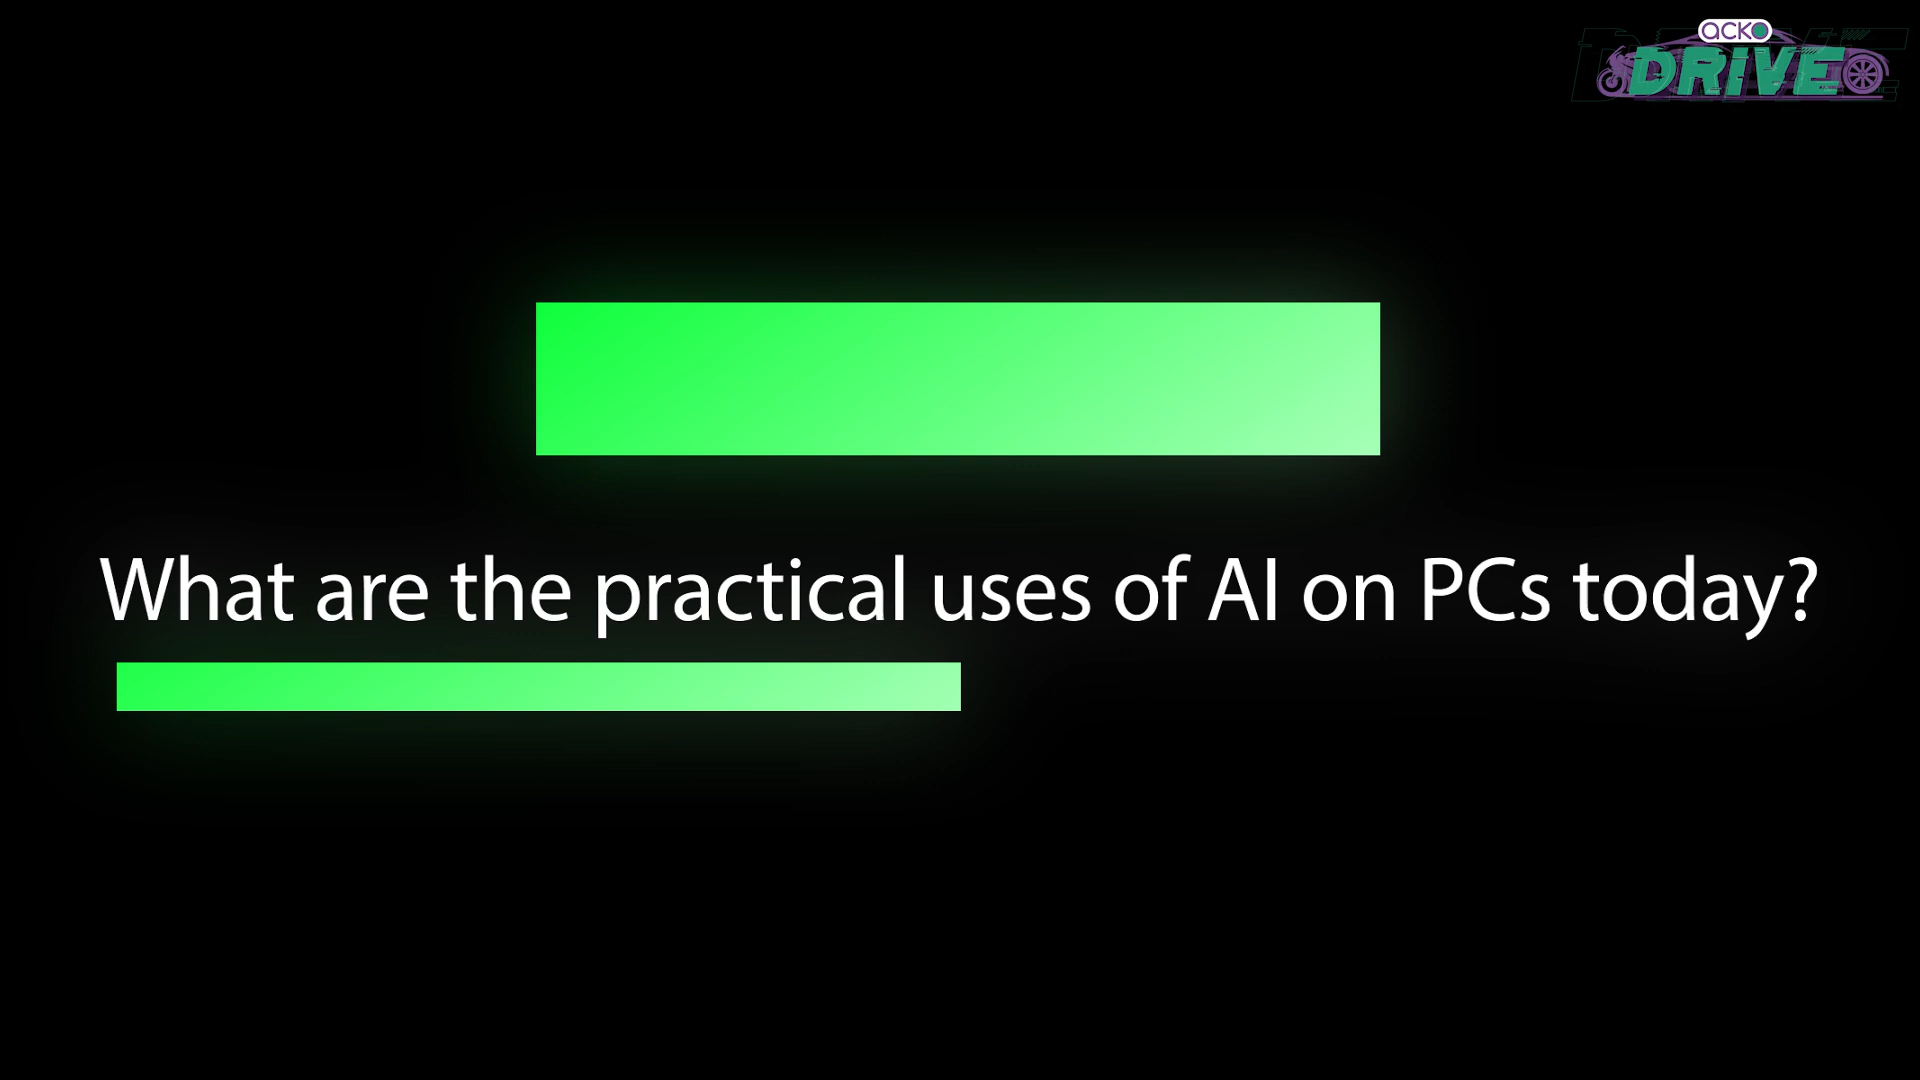 acko
DRIVE
What are the practical uses of AI on PCs today?